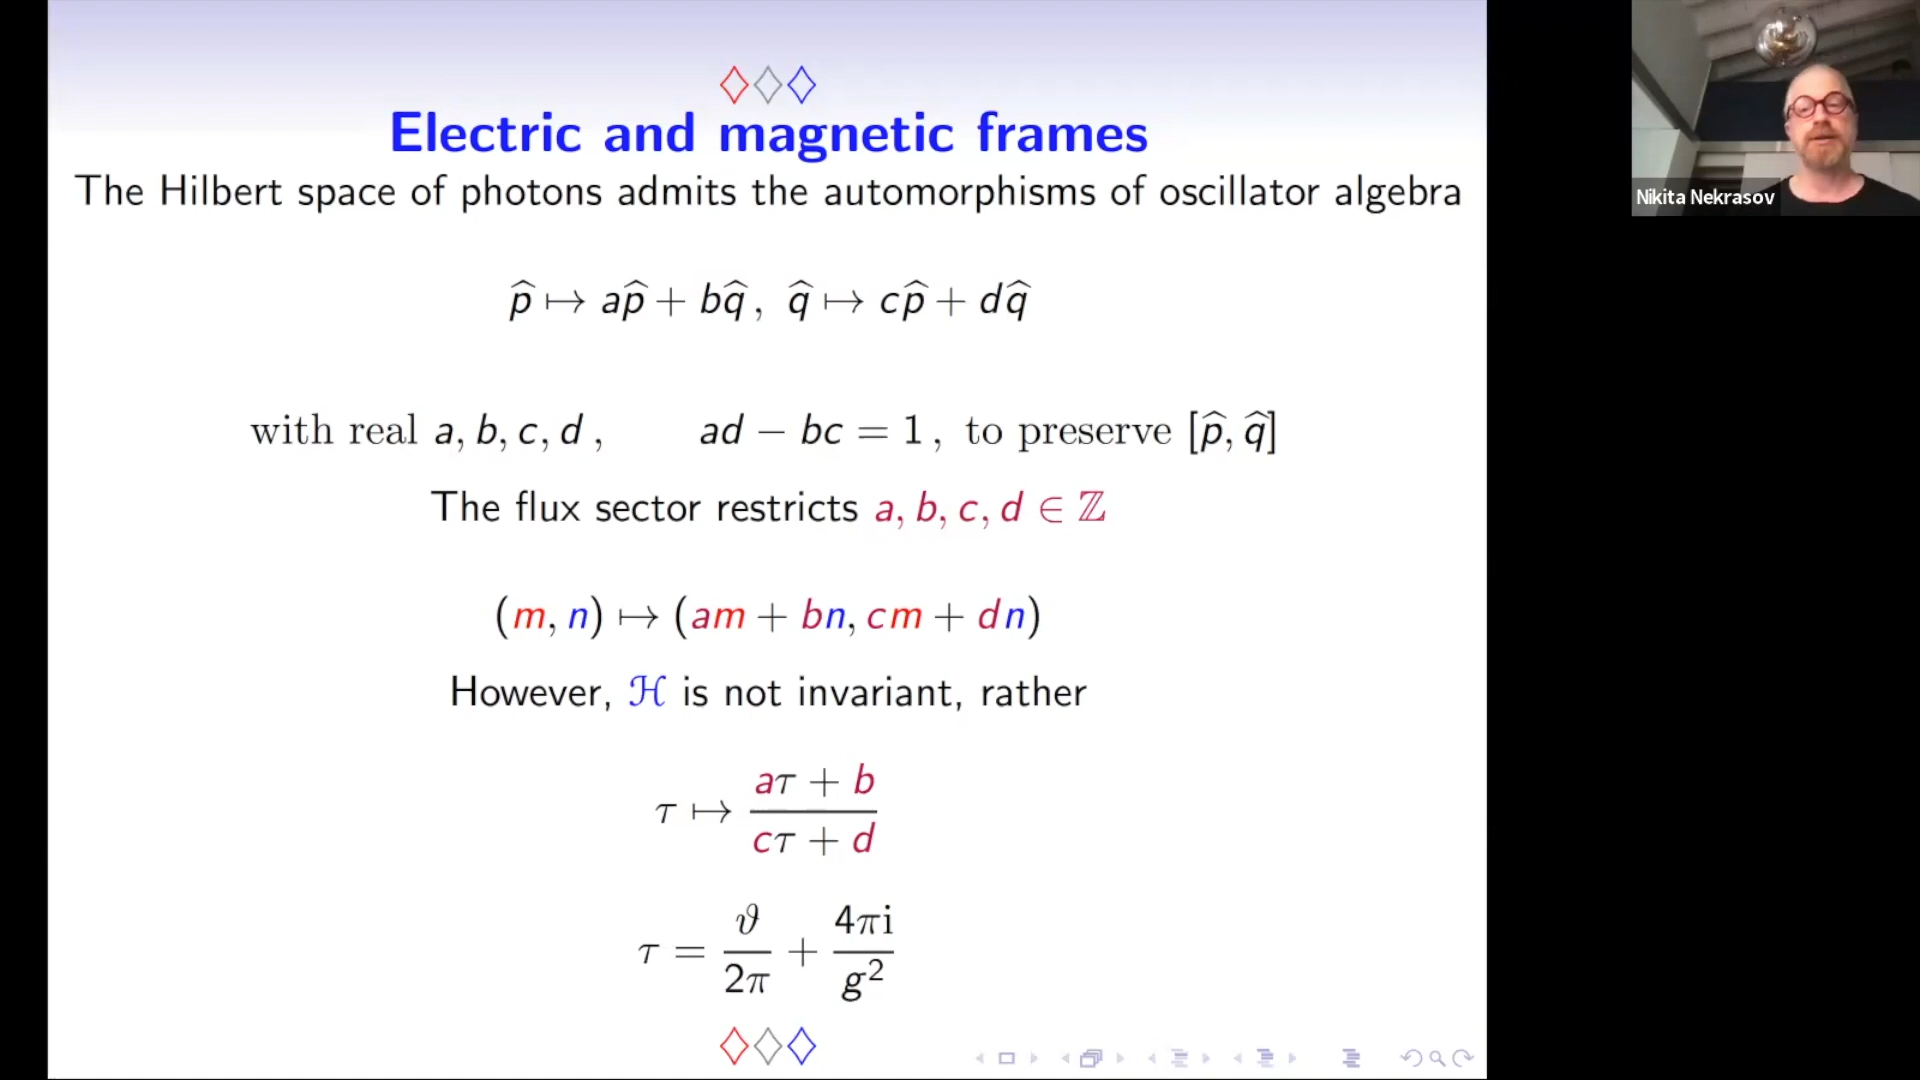 Electric and magnetic frames
The Hilbert space of photons admits the automorphisms of oscillator algebra
p̂ ↦ ap̂ + bq̂ , q̂ ↦ cp̂ + dq̂
with real a, b, c, d , ad − bc = 1 , to preserve [p̂, q̂]
The flux sector restricts a, b, c, d ∈ ℤ
(m, n) ↦ (am + bn, cm + dn)
However, ℋ is not invariant, rather
τ ↦ (aτ + b)/(cτ + d)
τ = ϑ/2π + 4πi/g²
Nikita Nekrasov